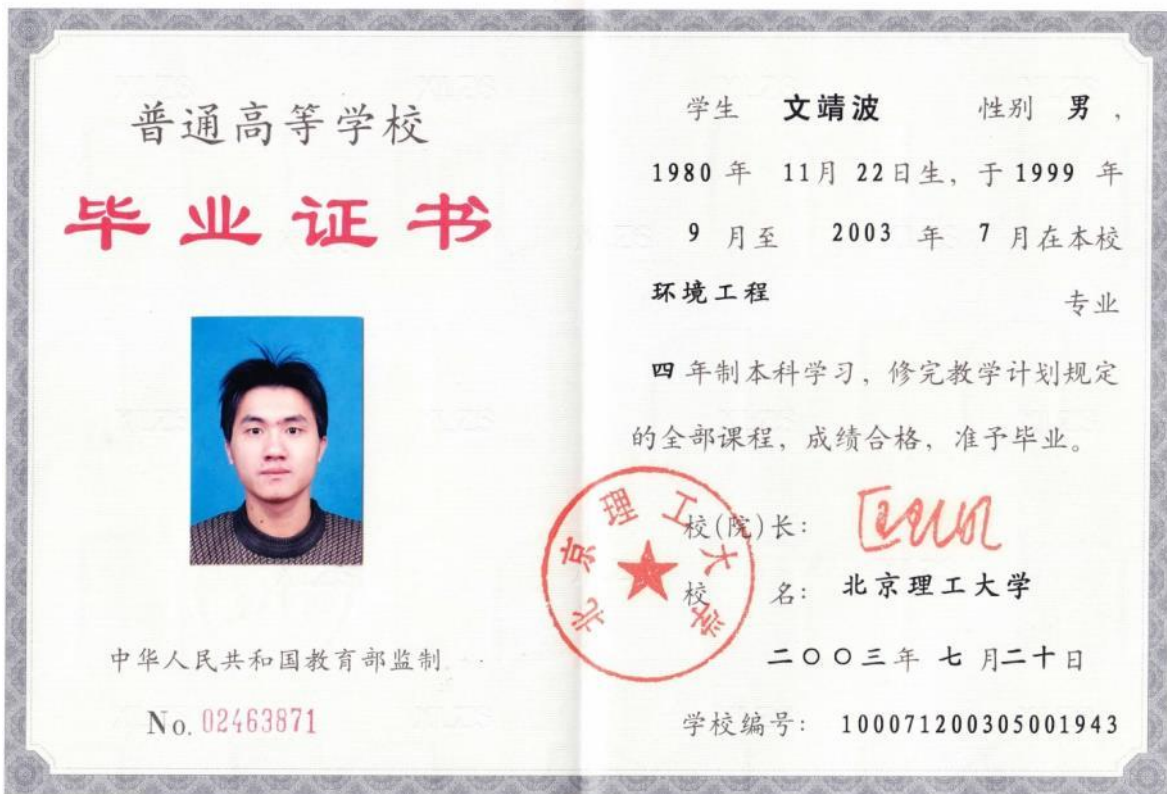 普通高等学校
毕业证书
中华人民共和国教育部监制
No. 02463871
学生 文靖波 性别 男，
1980 年 11月 22日生，于 1999 年
9 月至 2003 年 7 月在本校
环境工程 专业
四 年制本科学习，修完教学计划规定
的全部课程，成绩合格，准予毕业。
校(院)长：
校 名： 北京理工大学
北京理工大学
二〇〇三年 七 月二十日
学校编号： 100071200305001943